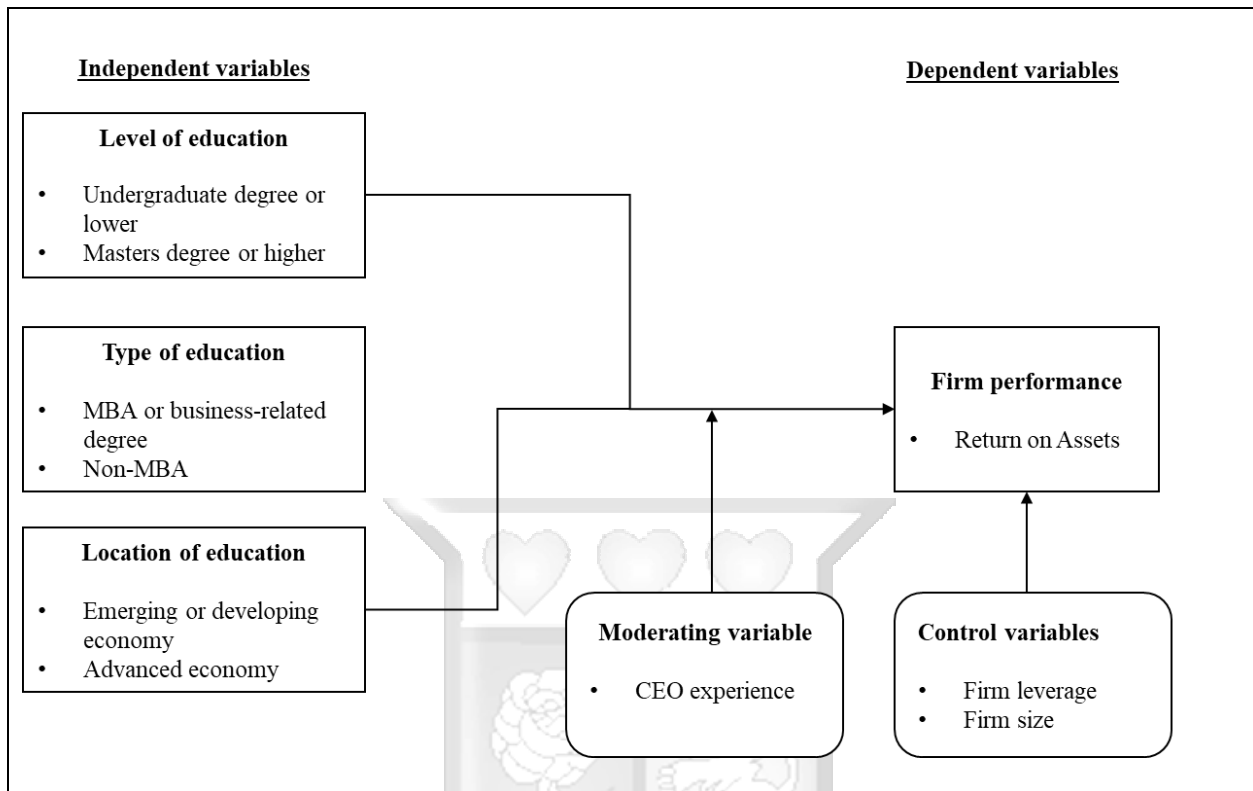 Independent variables
Dependent variables
Level of education
• Undergraduate degree or
lower
• Masters degree or higher
Type of education
• MBA or business-related
degree
• Non-MBA
Location of education
• Emerging or developing
economy
• Advanced economy
Firm performance
• Return on Assets
Moderating variable
• CEO experience
Control variables
• Firm leverage
• Firm size